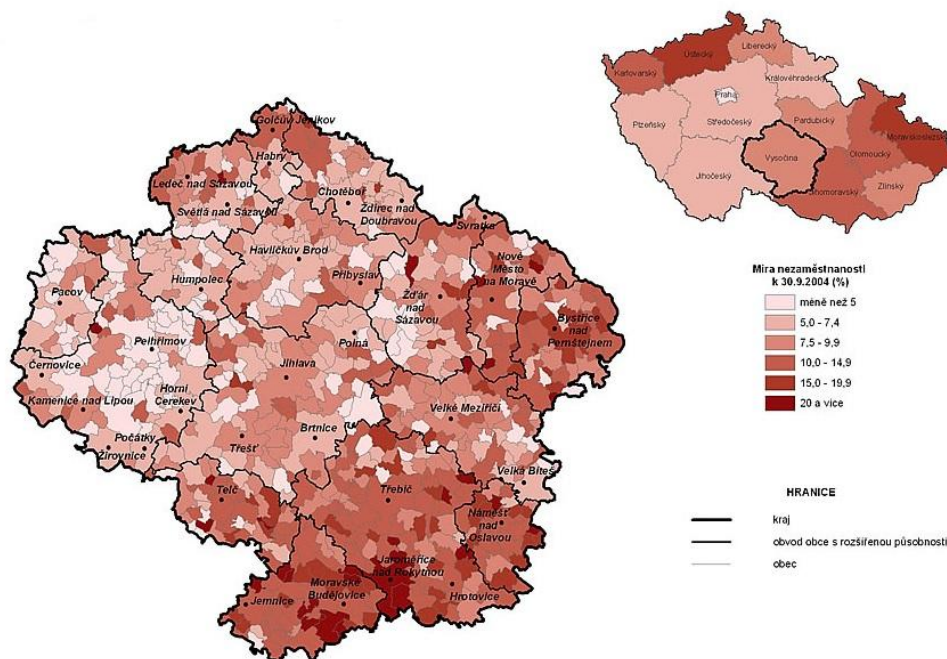 Ústecký
Liberecký
Karlovarský
Královéhradecký
Praha
Plzeňský
Středočeský
Pardubický
Moravskoslezský
Vysočina
Olomoucký
Jihočeský
Jihomoravský
Zlínský
Golčův Jeníkov
Habry
Ledeč nad Sázavou
Chotěboř
Světlá nad Sázavou
Ždírec nad
Doubravou
Svratka
Havlíčkův Brod
Nové
Město
na Moravě
Humpolec
Přibyslav
Pacov
Žďár
nad
Sázavou
Bystřice nad
Pernštejnem
Pelhřimov
Polná
Černovice
Jihlava
Horní
Cerekev
Kamenice nad Lipou
Velké Meziříčí
Počátky
Brtnice
Žirovnice
Třešť
Velká Bíteš
Telč
Třebíč
Náměšť
nad
Oslavou
Jaroměřice
nad Rokytnou
Moravské
Budějovice
Jemnice
Hrotovice
Míra nezaměstnanosti
k 30.9.2004 (%)
méně než 5
5,0 - 7,4
7,5 - 9,9
10,0 - 14,9
15,0 - 19,9
20 a více
HRANICE
kraj
obvod obce s rozšířenou působností
obec